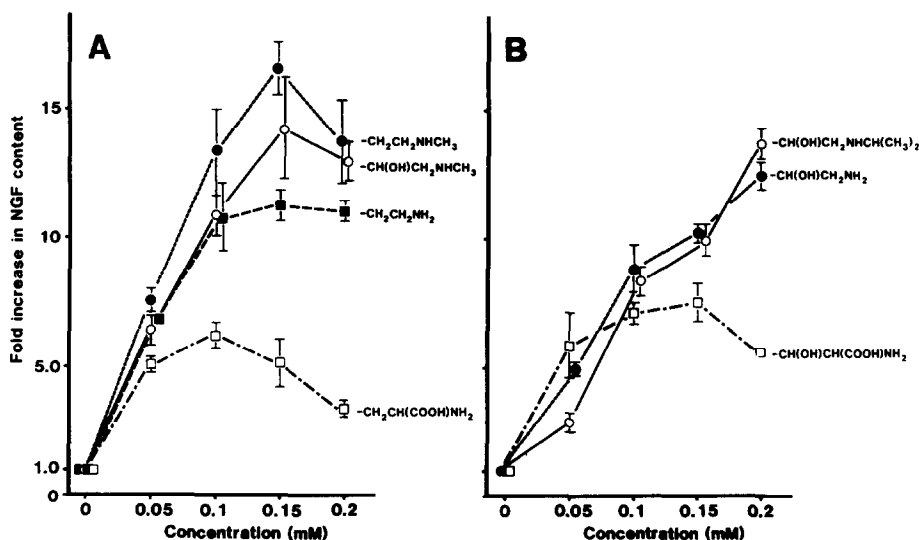 A
B
Fold increase in NGF content
15
10
5.0
1.0
0
-CH₂CH₂NHCH₃
-CH(OH)CH₂NHCH₃
-CH₂CH₂NH₂
-CH₂CH(COOH)NH₂
0 0.05 0.1 0.15 0.2
Concentration (mM)
-CH(OH)CH₂NHCH(CH₃)₂
-CH(OH)CH₂NH₂
-CH(OH)CH(COOH)NH₂
0 0.05 0.1 0.15 0.2
Concentration (mM)